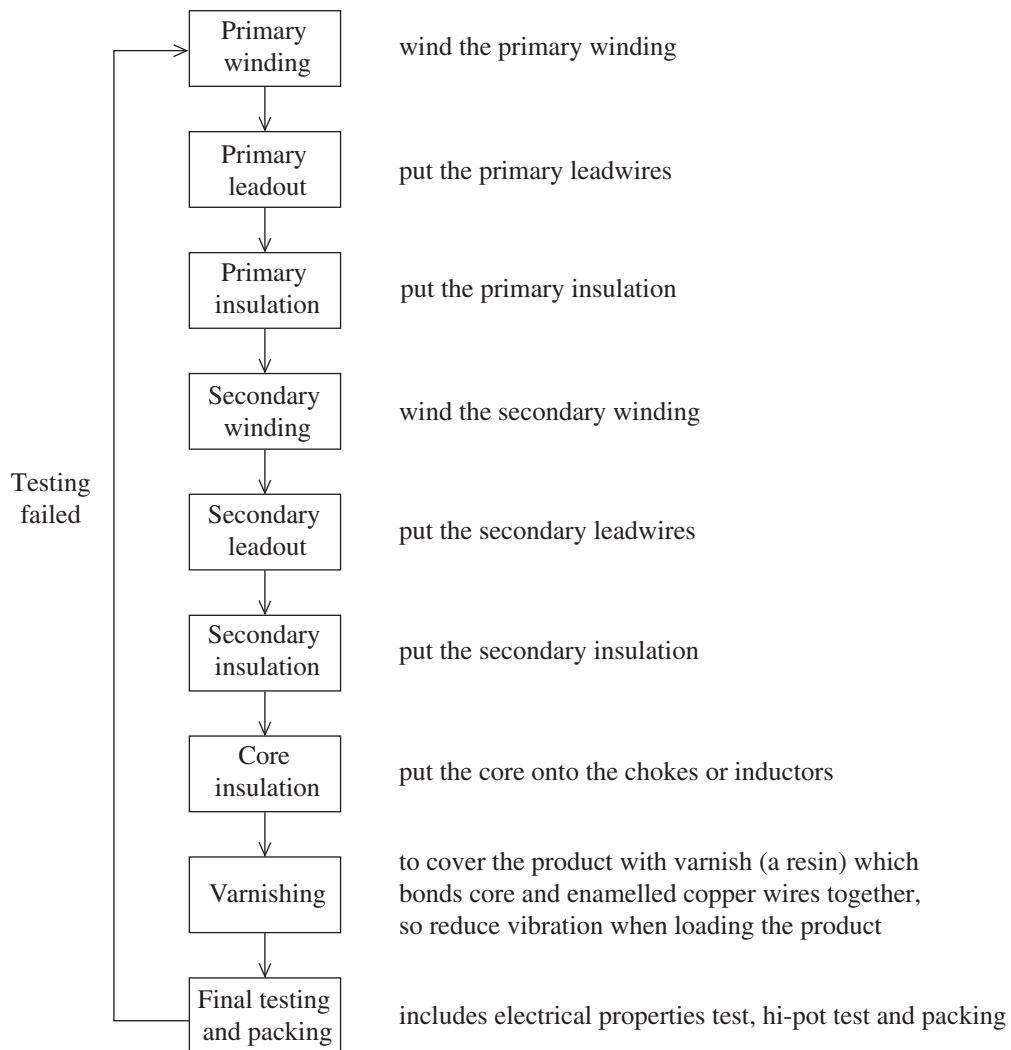 Primary
winding
wind the primary winding
Primary
leadout
put the primary leadwires
Primary
insulation
put the primary insulation
Secondary
winding
wind the secondary winding
Testing
failed
Secondary
leadout
put the secondary leadwires
Secondary
insulation
put the secondary insulation
Core
insulation
put the core onto the chokes or inductors
Varnishing
to cover the product with varnish (a resin) which
bonds core and enamelled copper wires together,
so reduce vibration when loading the product
Final testing
and packing
includes electrical properties test, hi-pot test and packing